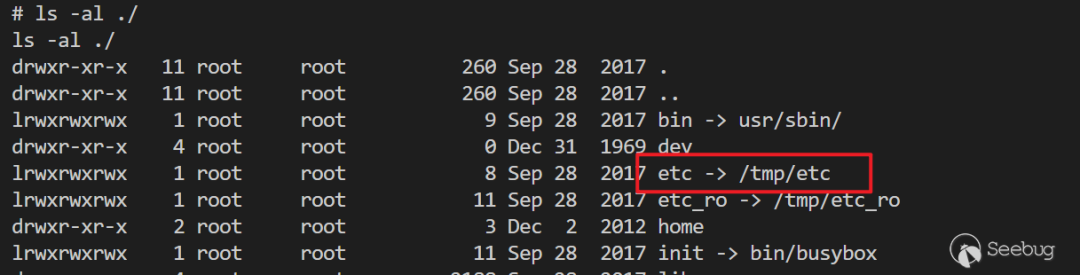 # ls -al ./
ls -al ./
drwxr-xr-x 11 root root 260 Sep 28 2017 .
drwxr-xr-x 11 root root 260 Sep 28 2017 ..
lrwxrwxrwx 1 root root 9 Sep 28 2017 bin -> usr/sbin/
drwxr-xr-x 4 root root 0 Dec 31 1969 dev
lrwxrwxrwx 1 root root 8 Sep 28 2017 etc -> /tmp/etc
lrwxrwxrwx 1 root root 11 Sep 28 2017 etc_ro -> /tmp/etc_ro
drwxr-xr-x 2 root root 3 Dec 2 2012 home
lrwxrwxrwx 1 root root 11 Sep 28 2017 init -> bin/busybox
Seebug